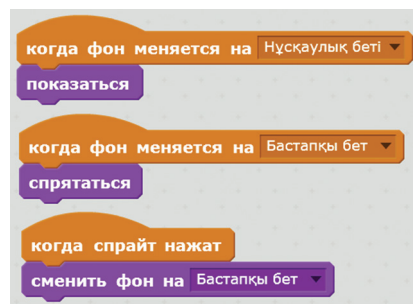 когда фон меняется на Нұсқаулық беті
показаться
когда фон меняется на Бастапқы бет
спрятаться
когда спрайт нажат
сменить фон на Бастапқы бет